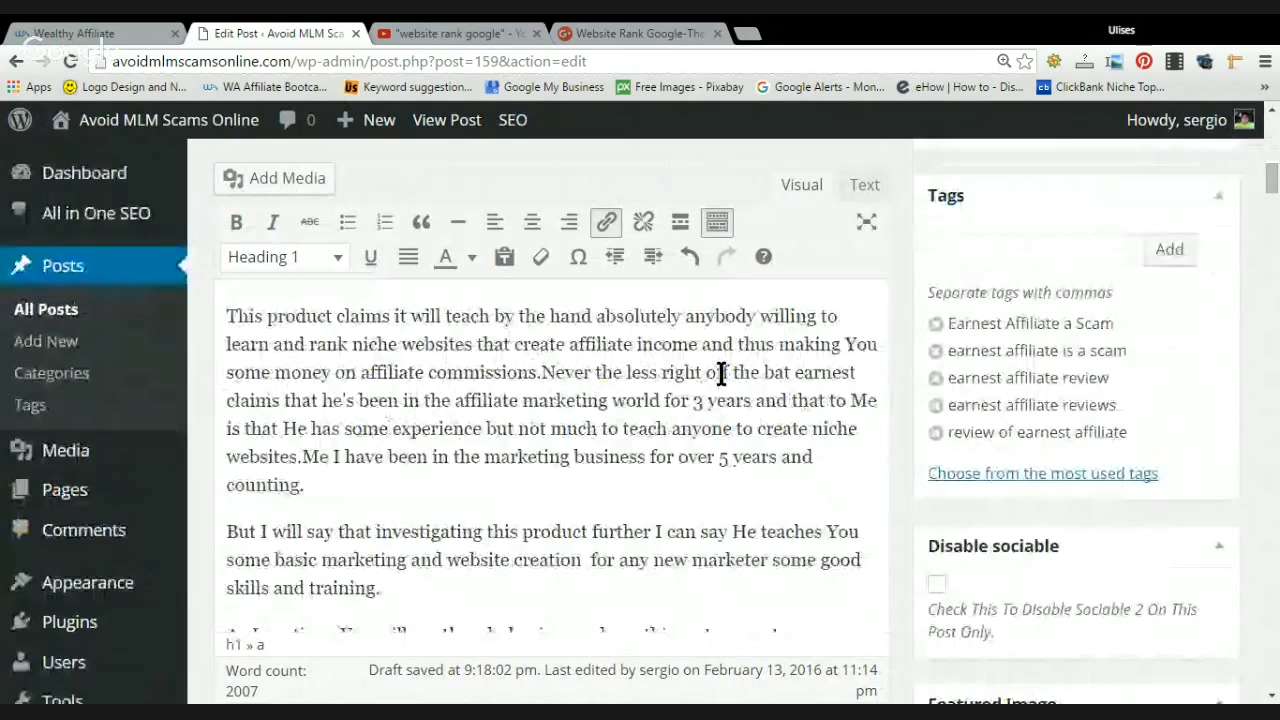 Ulises
Wealthy Affiliate
Edit Post ‹ Avoid MLM Sca
"website rank google" - Yo
Website Rank Google-The
Google
avoidmlmscamsonline.com/wp-admin/post.php?post=159&action=edit
Apps
Logo Design and N...
WA Affiliate Bootca...
Keyword suggestion...
Google My Business
Free Images - Pixabay
Google Alerts - Mon...
eHow | How to - Dis...
ClickBank Niche Top...
»
Avoid MLM Scams Online
0
New
View Post
SEO
Howdy, sergio
Dashboard
All in One SEO
Posts
All Posts
Add New
Categories
Tags
Media
Pages
Comments
Appearance
Plugins
Users
Tools
Add Media
Visual
Text
B I ABC
Heading 1
U
A
Ω
This product claims it will teach by the hand absolutely anybody willing to
learn and rank niche websites that create affiliate income and thus making You
some money on affiliate commissions.Never the less right off the bat earnest
claims that he's been in the affiliate marketing world for 3 years and that to Me
is that He has some experience but not much to teach anyone to create niche
websites.Me I have been in the marketing business for over 5 years and
counting.
But I will say that investigating this product further I can say He teaches You
some basic marketing and website creation for any new marketer some good
skills and training.
h1 » a
Word count:
2007
Draft saved at 9:18:02 pm. Last edited by sergio on February 13, 2016 at 11:14
pm
Tags
Add
Separate tags with commas
Earnest Affiliate a Scam
earnest affiliate is a scam
earnest affiliate review
earnest affiliate reviews
review of earnest affiliate
Choose from the most used tags
Disable sociable
Check This To Disable Sociable 2 On This
Post Only.
Featured Image